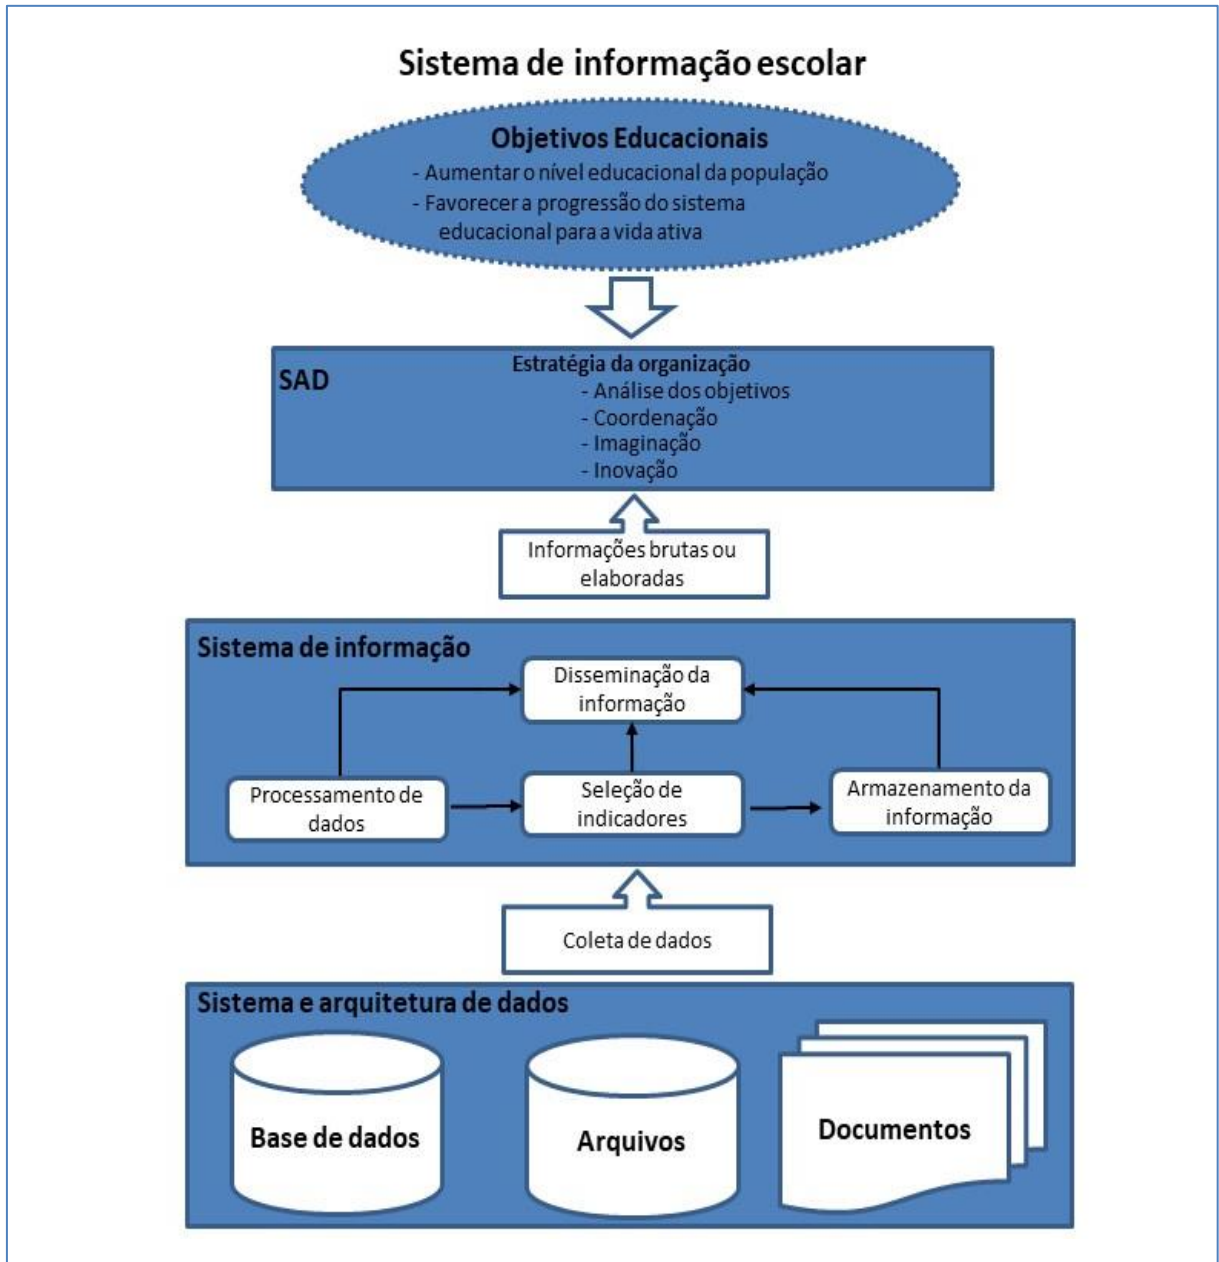 Sistema de informação escolar
Objetivos Educacionais
- Aumentar o nível educacional da população
- Favorecer a progressão do sistema
educacional para a vida ativa
SAD
Estratégia da organização
- Análise dos objetivos
- Coordenação
- Imaginação
- Inovação
Informações brutas ou
elaboradas
Sistema de informação
Disseminação da
informação
Processamento de
dados
Seleção de
indicadores
Armazenamento da
informação
Coleta de dados
Sistema e arquitetura de dados
Base de dados
Arquivos
Documentos